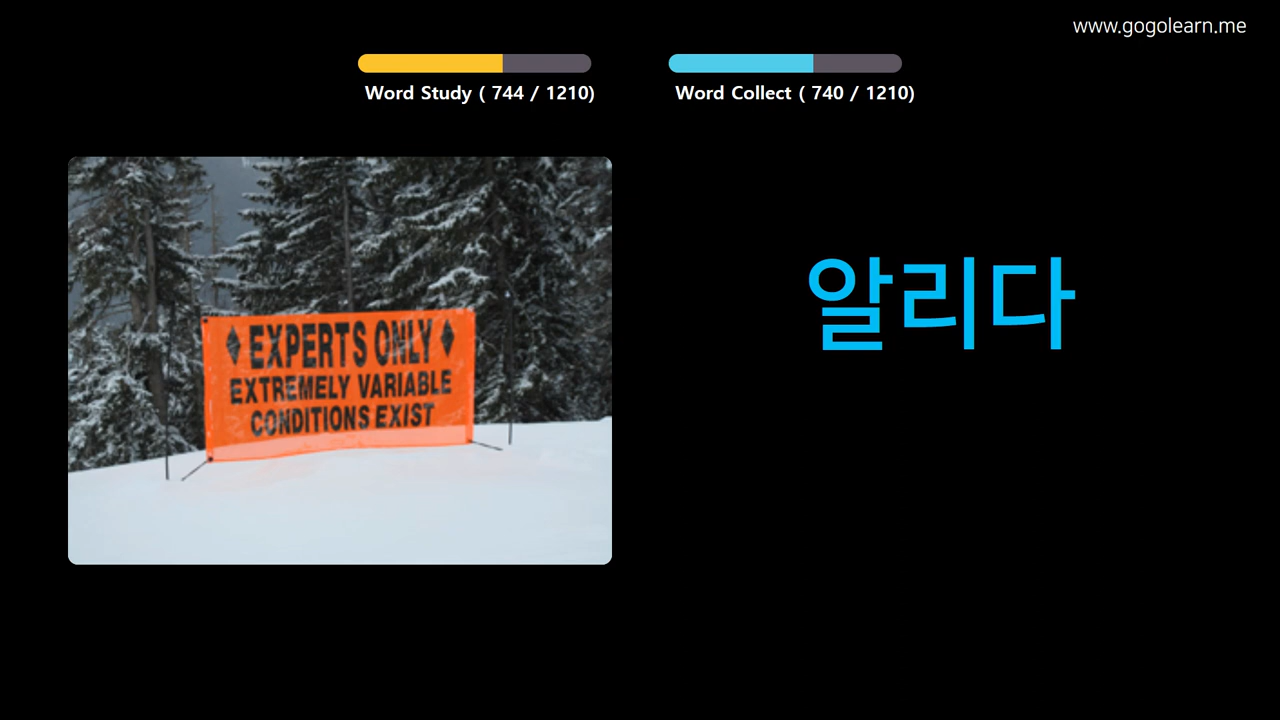 www.gogolearn.me
Word Study ( 744 / 1210)
Word Collect ( 740 / 1210)
EXPERTS ONLY
EXTREMELY VARIABLE
CONDITIONS EXIST
알리다